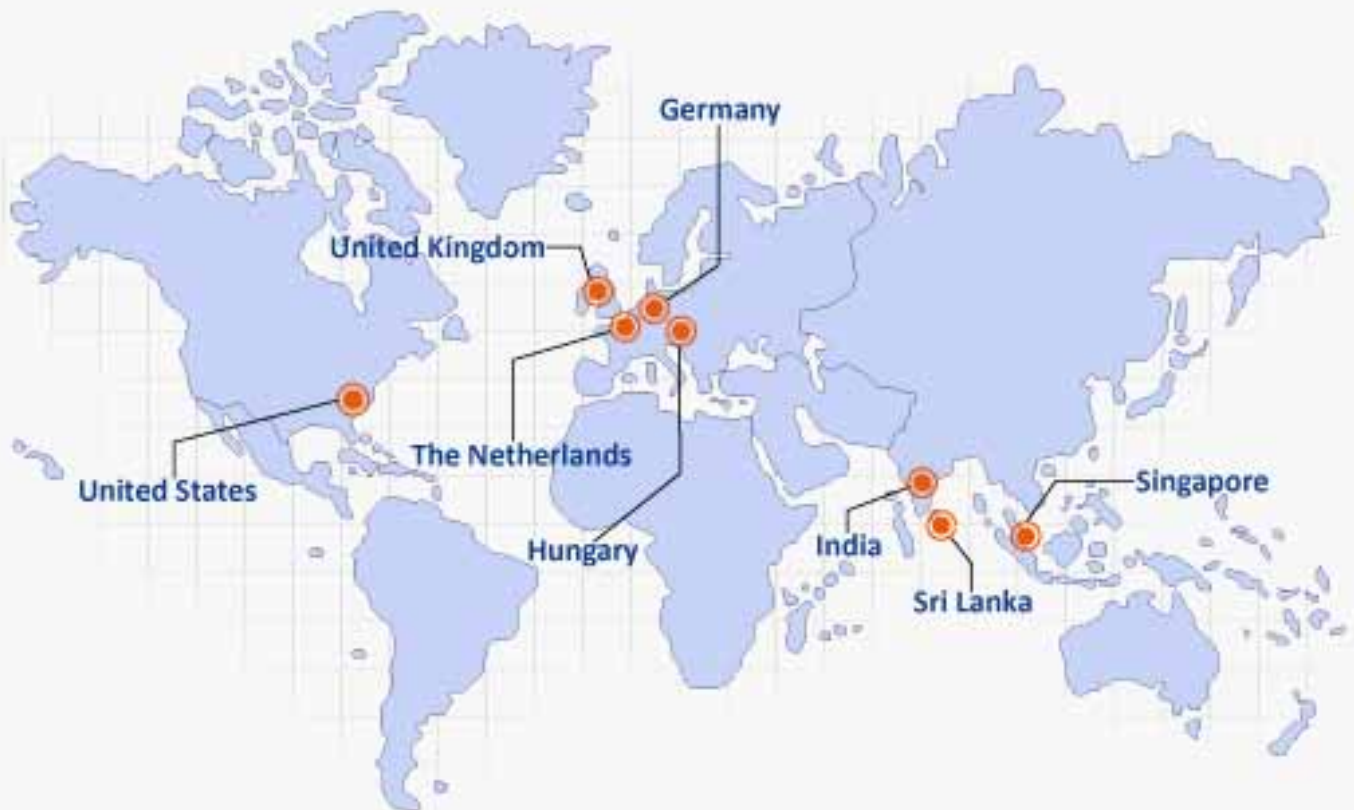 Germany
United Kingdom
The Netherlands
United States
Singapore
Hungary
India
Sri Lanka